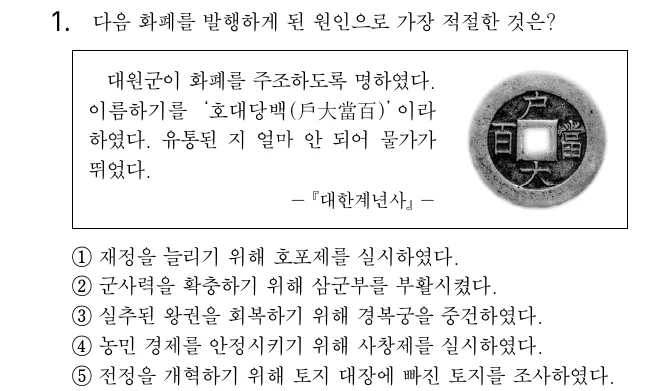 1. 다음 화폐를 발행하게 된 원인으로 가장 적절한 것은?
대원군이 화폐를 주조하도록 명하였다.
이름하기를 ‘호대당백(戶大當百)’이라
하였다. 유통된 지 얼마 안 되어 물가가
뛰었다.
－『대한계년사』－
戶
百 當
大
① 재정을 늘리기 위해 호포제를 실시하였다.
② 군사력을 확충하기 위해 삼군부를 부활시켰다.
③ 실추된 왕권을 회복하기 위해 경복궁을 중건하였다.
④ 농민 경제를 안정시키기 위해 사창제를 실시하였다.
⑤ 전정을 개혁하기 위해 토지 대장에 빠진 토지를 조사하였다.